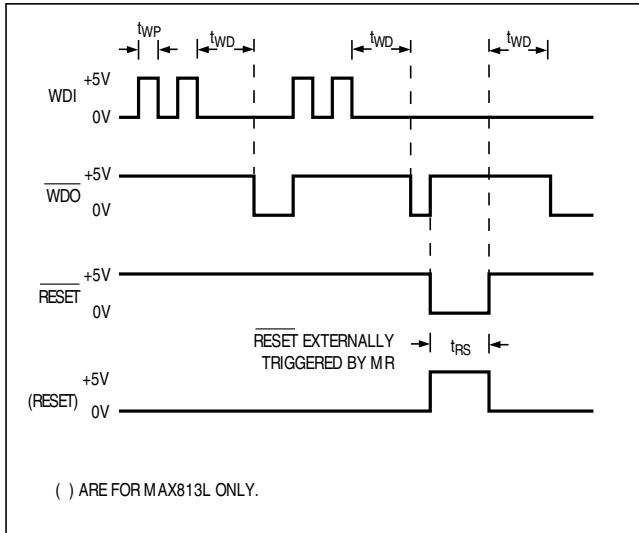 tWP
tWD
tWD
tWD
WDI
+5V
0V
WDO
+5V
0V
RESET
+5V
0V
RESET EXTERNALLY
TRIGGERED BY MR
tRS
(RESET)
+5V
0V
( ) ARE FOR MAX813L ONLY.